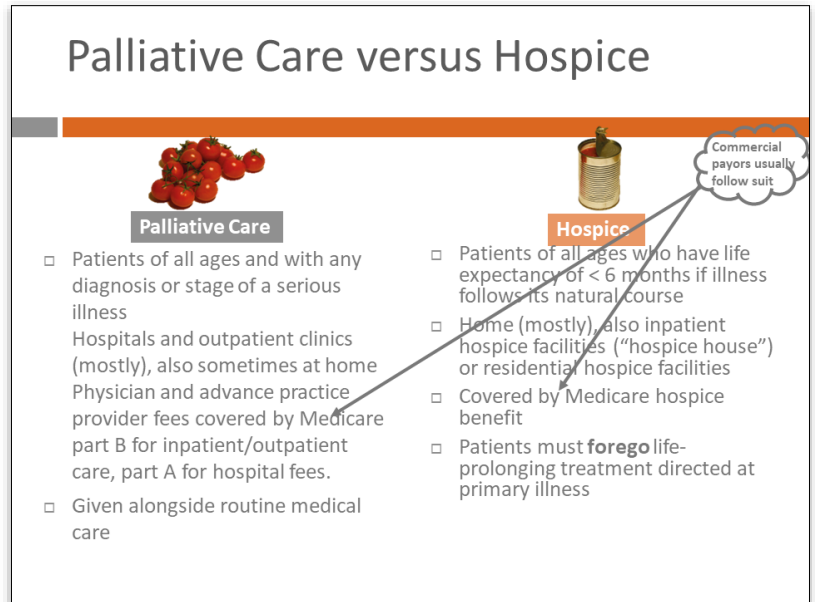 Palliative Care versus Hospice
Commercial
payors usually
follow suit
Palliative Care
□ Patients of all ages and with any
diagnosis or stage of a serious
illness
Hospitals and outpatient clinics
(mostly), also sometimes at home
Physician and advance practice
provider fees covered by Medicare
part B for inpatient/outpatient
care, part A for hospital fees.
□ Given alongside routine medical
care
Hospice
□ Patients of all ages who have life
expectancy of < 6 months if illness
follows its natural course
□ Home (mostly), also inpatient
hospice facilities (“hospice house”)
or residential hospice facilities
□ Covered by Medicare hospice
benefit
□ Patients must forego life-
prolonging treatment directed at
primary illness